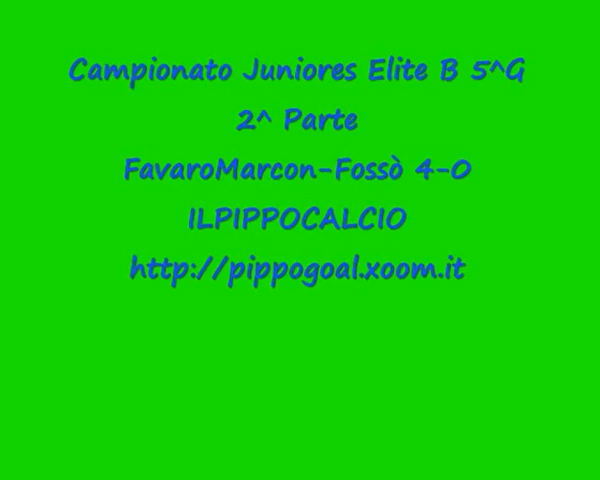 Campionato Juniores Elite B 5^G
2^ Parte
FavaroMarcon-Fossò 4-0
ILPIPPOCALCIO
http://pippogoal.xoom.it